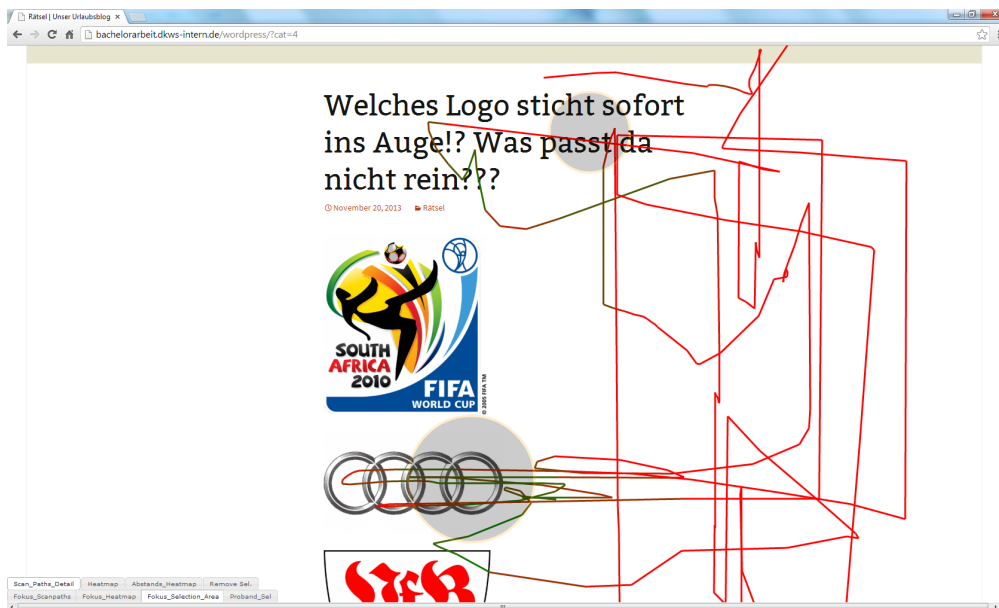 Rätsel | Unser Urlaubsblog
bachelorarbeit.dkws-intern.de/wordpress/?cat=4
Welches Logo sticht sofort
ins Auge!? Was passt da
nicht rein???
November 20, 2013 Rätsel
SOUTH
AFRICA
2010
FIFA
WORLD CUP
© 2005 FIFA TM
VfB
Scan_Paths_Detail Heatmap Abstands_Heatmap Remove Sel.
Fokus_Scanpaths Fokus_Heatmap Fokus_Selection_Area Proband_Sel